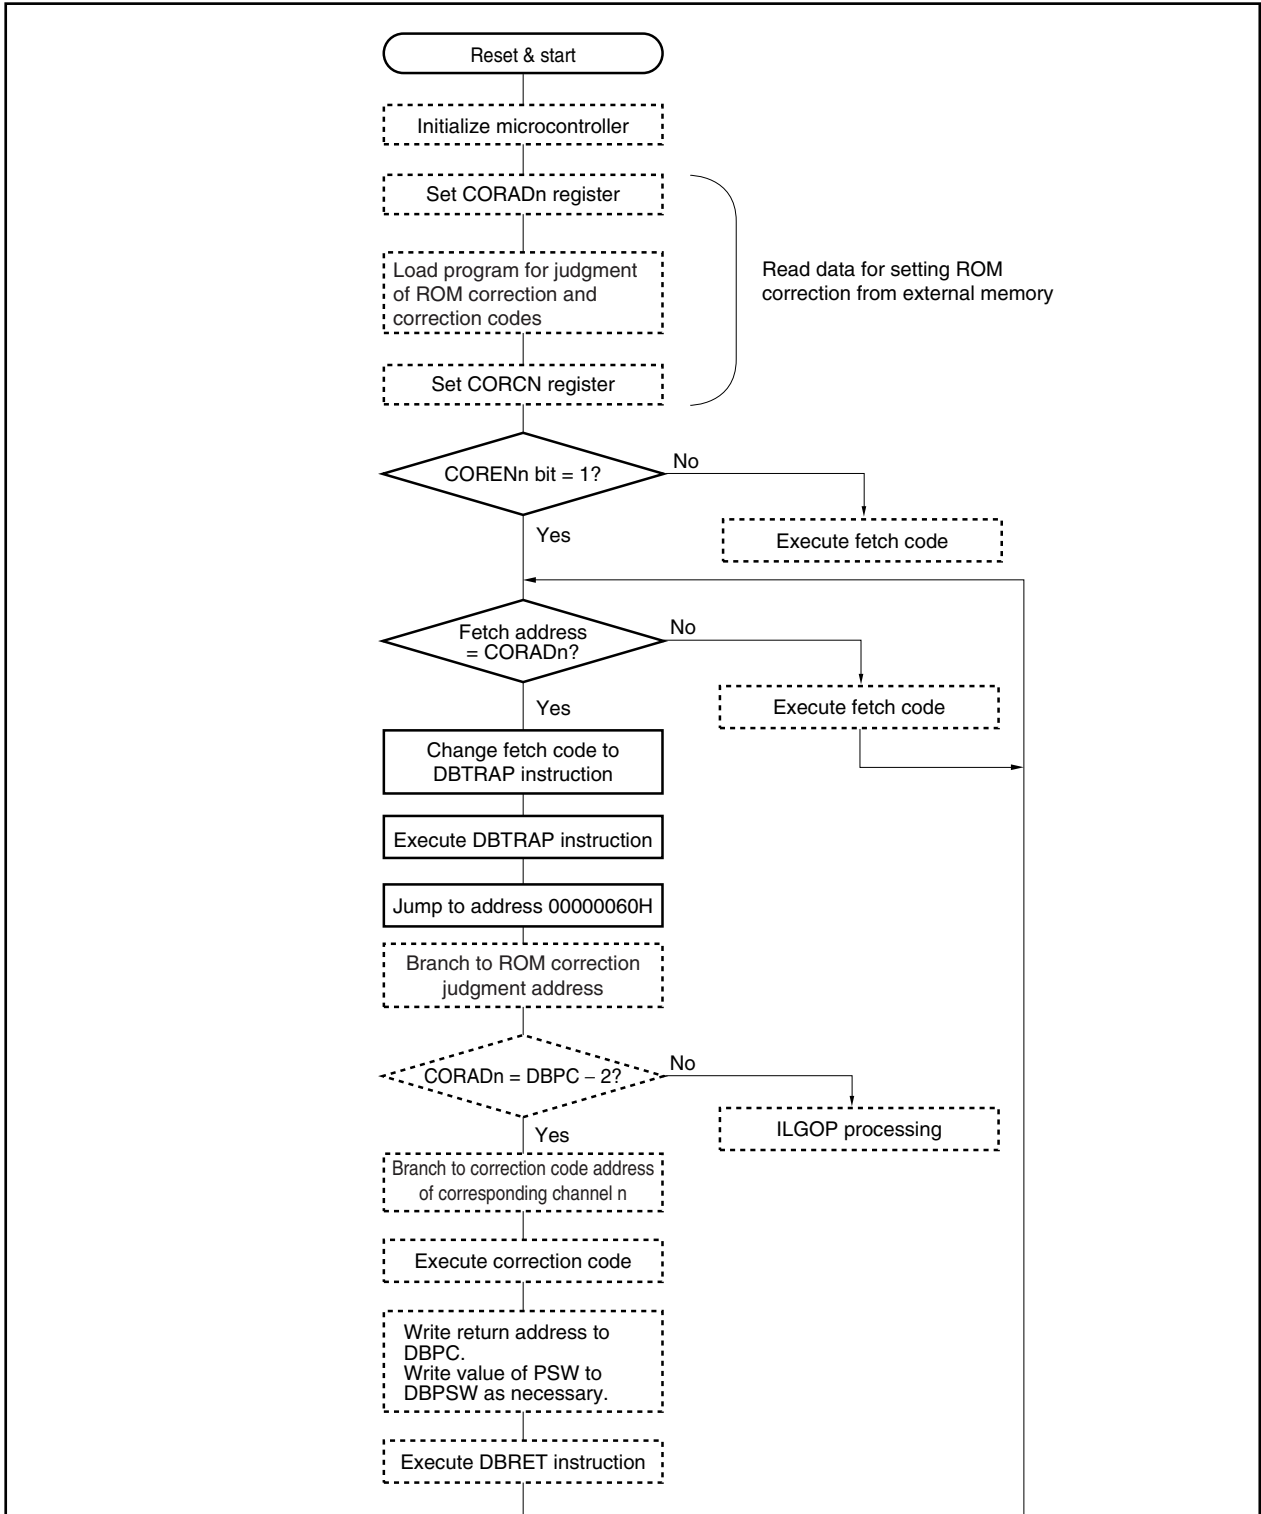 Reset & start
Initialize microcontroller
Set CORADn register
Load program for judgment
of ROM correction and
correction codes
Read data for setting ROM
correction from external memory
Set CORCN register
CORENn bit = 1?
No
Yes
Execute fetch code
Fetch address
= CORADn?
No
Yes
Execute fetch code
Change fetch code to
DBTRAP instruction
Execute DBTRAP instruction
Jump to address 00000060H
Branch to ROM correction
judgment address
CORADn = DBPC – 2?
No
Yes
ILGOP processing
Branch to correction code address
of corresponding channel n
Execute correction code
Write return address to
DBPC.
Write value of PSW to
DBPSW as necessary.
Execute DBRET instruction